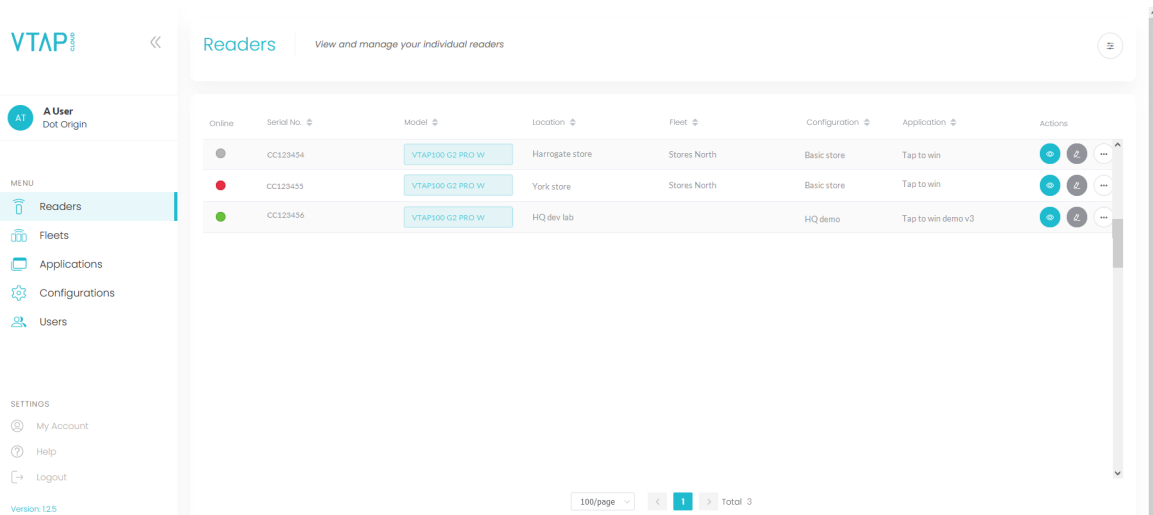 VTAP CLOUD
Readers View and manage your individual readers
AT A User
Dot Origin
MENU
Readers
Fleets
Applications
Configurations
Users
SETTINGS
My Account
Help
Logout
Version: 1.2.5
Online Serial No. Model Location Fleet Configuration Application Actions
CC123454 VTAP100 G2 PRO W Harrogate store Stores North Basic store Tap to win
CC123455 VTAP100 G2 PRO W York store Stores North Basic store Tap to win
CC123456 VTAP100 G2 PRO W HQ dev lab HQ demo Tap to win demo v3
100/page 1 Total 3